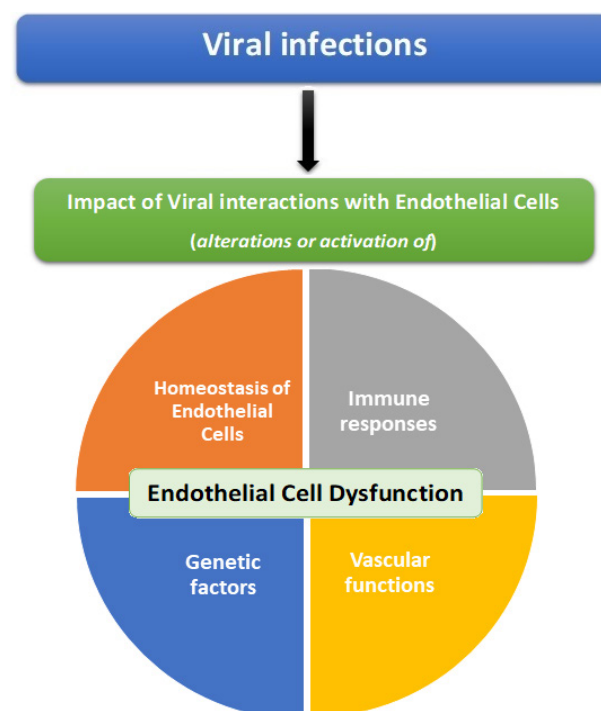 Viral infections
Impact of Viral interactions with Endothelial Cells
(alterations or activation of)
Homeostasis of
Endothelial
Cells
Immune
responses
Endothelial Cell Dysfunction
Genetic
factors
Vascular
functions